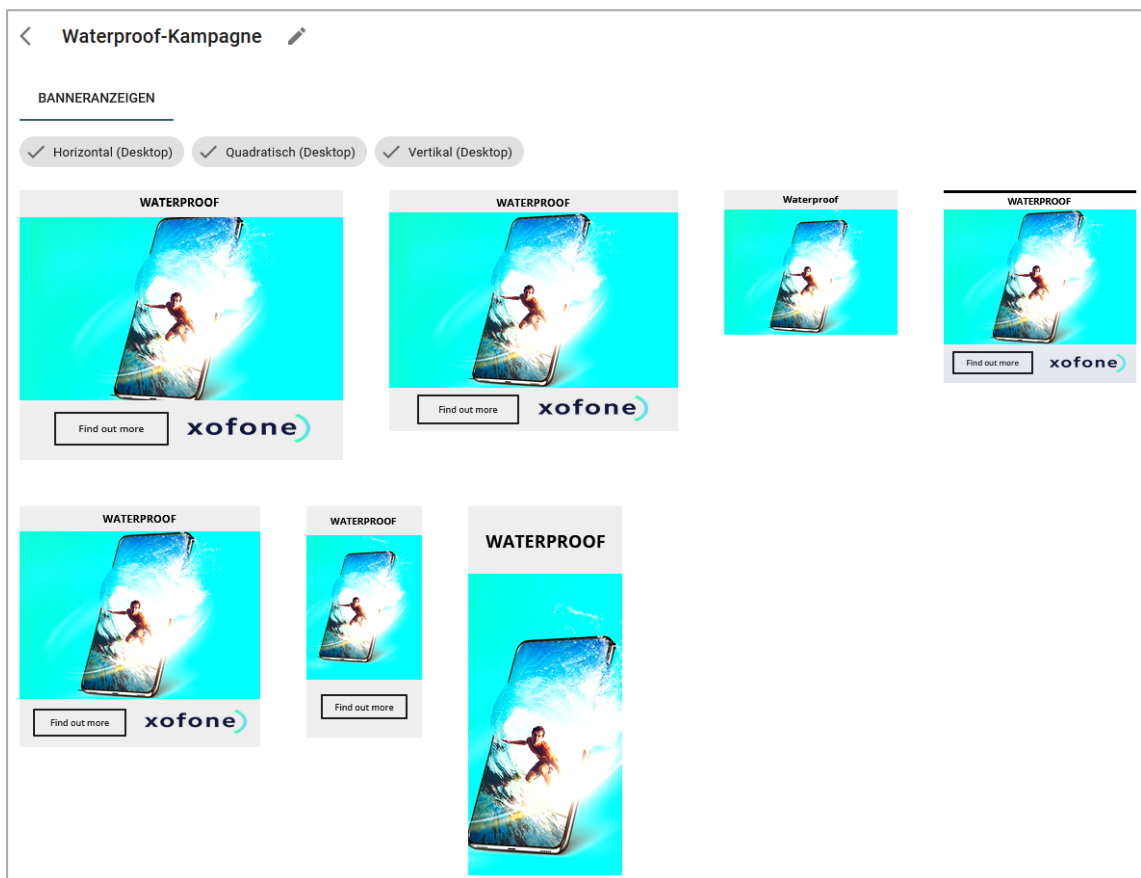 Waterproof-Kampagne
BANNERANZEIGEN
Horizontal (Desktop) Quadratisch (Desktop) Vertikal (Desktop)
WATERPROOF
Find out more xofone
WATERPROOF
Find out more xofone
Waterproof
WATERPROOF
Find out more xofone
WATERPROOF
Find out more xofone
WATERPROOF
Find out more
WATERPROOF